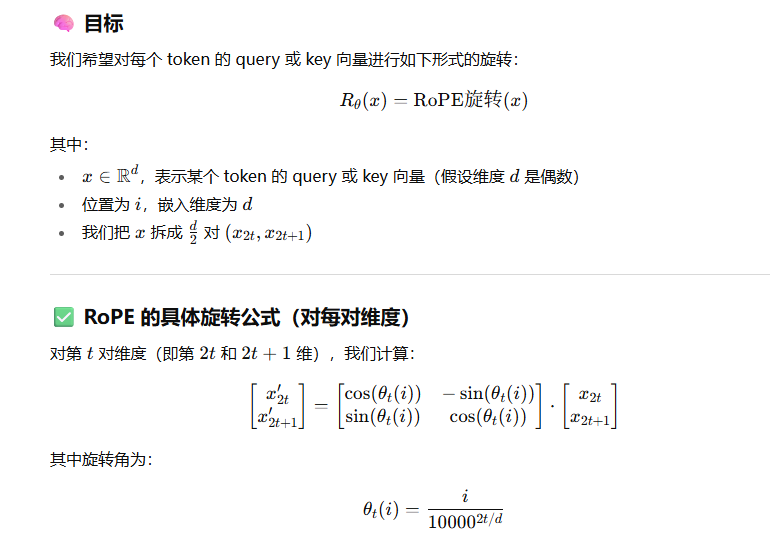 🧠 目标
我们希望对每个 token 的 query 或 key 向量进行如下形式的旋转：
$R_\theta(x) = \text{RoPE旋转}(x)$
其中：
• $x \in \mathbb{R}^d$，表示某个 token 的 query 或 key 向量（假设维度 $d$ 是偶数）
• 位置为 $i$，嵌入维度为 $d$
• 我们把 $x$ 拆成 $\frac{d}{2}$ 对 $(x_{2t}, x_{2t+1})$
✅ RoPE 的具体旋转公式（对每对维度）
对第 $t$ 对维度（即第 $2t$ 和 $2t+1$ 维），我们计算：
$\begin{bmatrix} x'_{2t} \\ x'_{2t+1} \end{bmatrix} = \begin{bmatrix} \cos(\theta_t(i)) & -\sin(\theta_t(i)) \\ \sin(\theta_t(i)) & \cos(\theta_t(i)) \end{bmatrix} \cdot \begin{bmatrix} x_{2t} \\ x_{2t+1} \end{bmatrix}$
其中旋转角为：
$\theta_t(i) = \frac{i}{10000^{2t/d}}$